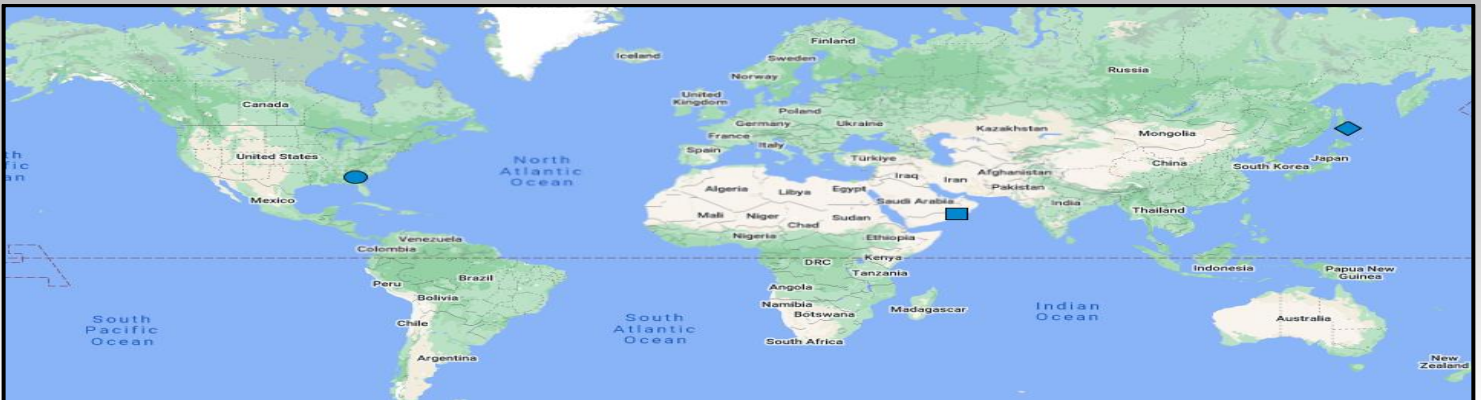 Finland
Iceland
Sweden
Russia
Norway
United
Kingdom
Canada
Poland
Germany
Ukraine
Kazakhstan
Mongolia
France
Italy
Spain
United States
North
Atlantic
Ocean
th
fic
an
Türkiye
China
South Korea
Japan
Iraq
Iran
Afghanistan
Pakistan
Algeria
Libya
Egypt
Mexico
Saudi Arabia
India
Thailand
Mali
Niger
Chad
Sudan
Nigeria
Ethiopia
Venezuela
Colombia
DRC
Kenya
Tanzania
Indonesia
Papua New
Guinea
Peru
Brazil
Bolivia
Angola
Namibia
Botswana
Madagascar
Indian
Ocean
South
Pacific
Ocean
Chile
South
Atlantic
Ocean
Australia
South Africa
Argentina
New
Zealand